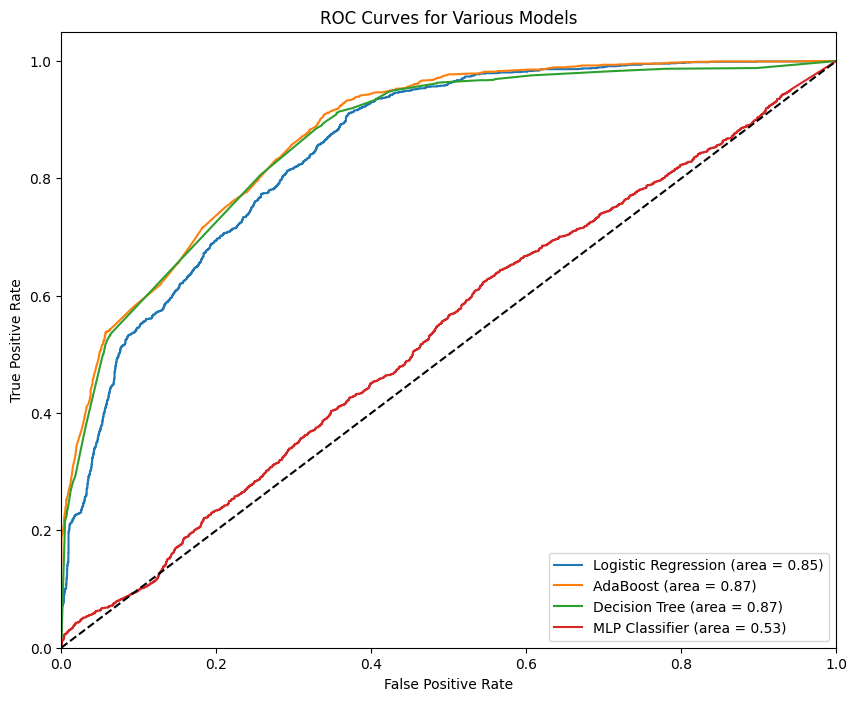 ROC Curves for Various Models
1.0
0.8
0.6
0.4
0.2
0.0
True Positive Rate
Logistic Regression (area = 0.85)
AdaBoost (area = 0.87)
Decision Tree (area = 0.87)
MLP Classifier (area = 0.53)
0.0 0.2 0.4 0.6 0.8 1.0
False Positive Rate